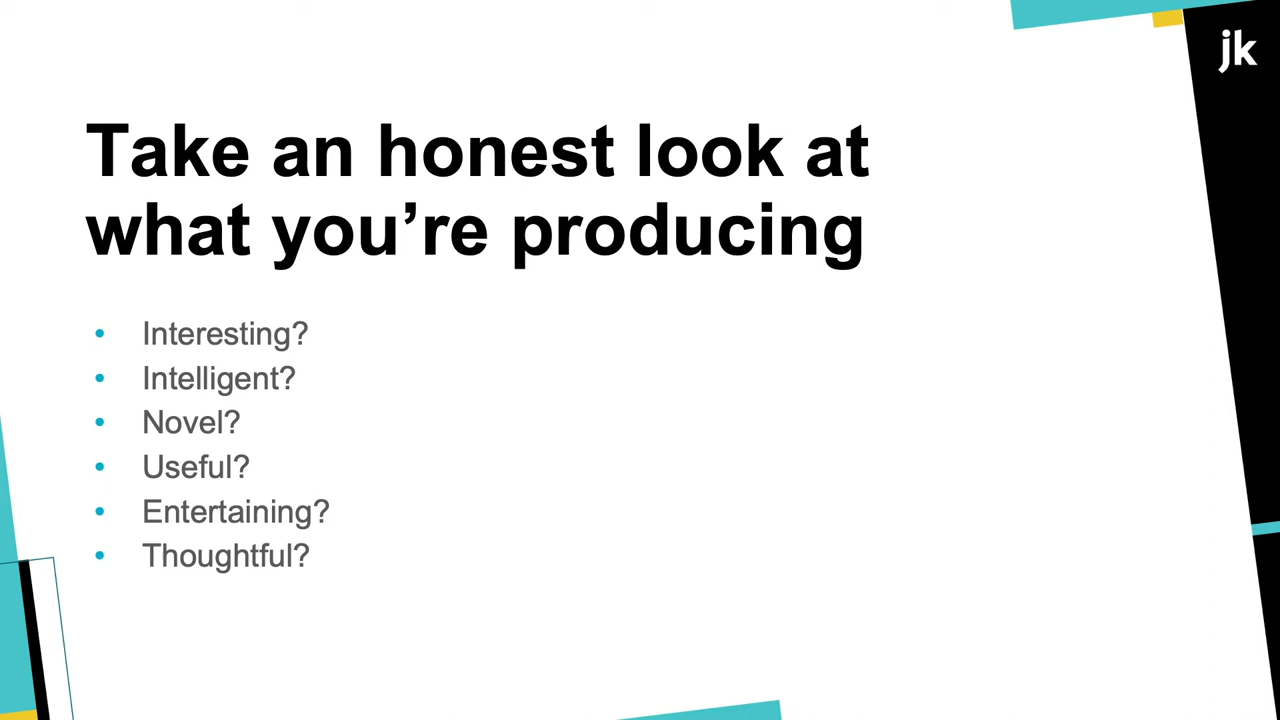 jk
Take an honest look at
what you’re producing
• Interesting?
• Intelligent?
• Novel?
• Useful?
• Entertaining?
• Thoughtful?